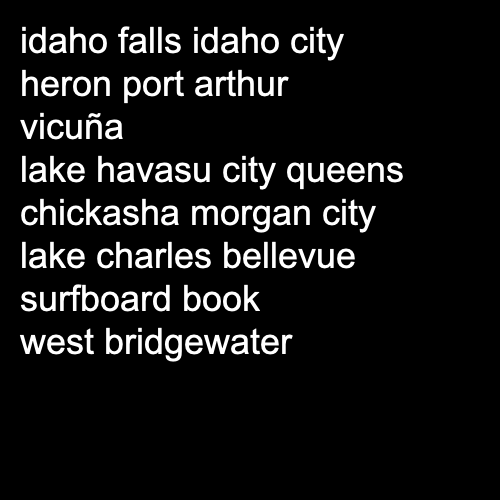 idaho falls idaho city
heron port arthur
vicuña
lake havasu city queens
chickasha morgan city
lake charles bellevue
surfboard book
west bridgewater